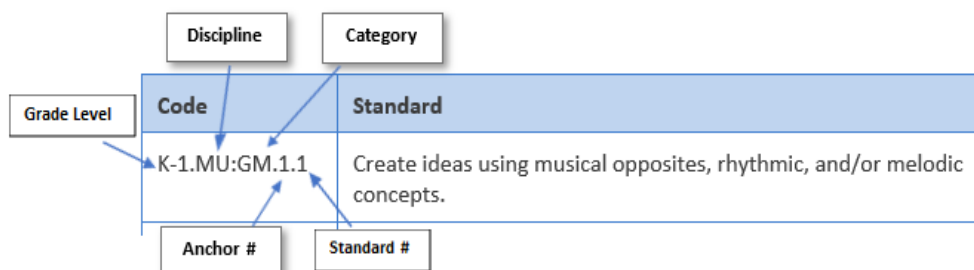 Discipline
Category
Grade Level
Code
Standard
K-1.MU:GM.1.1
Create ideas using musical opposites, rhythmic, and/or melodic
concepts.
Anchor #
Standard #